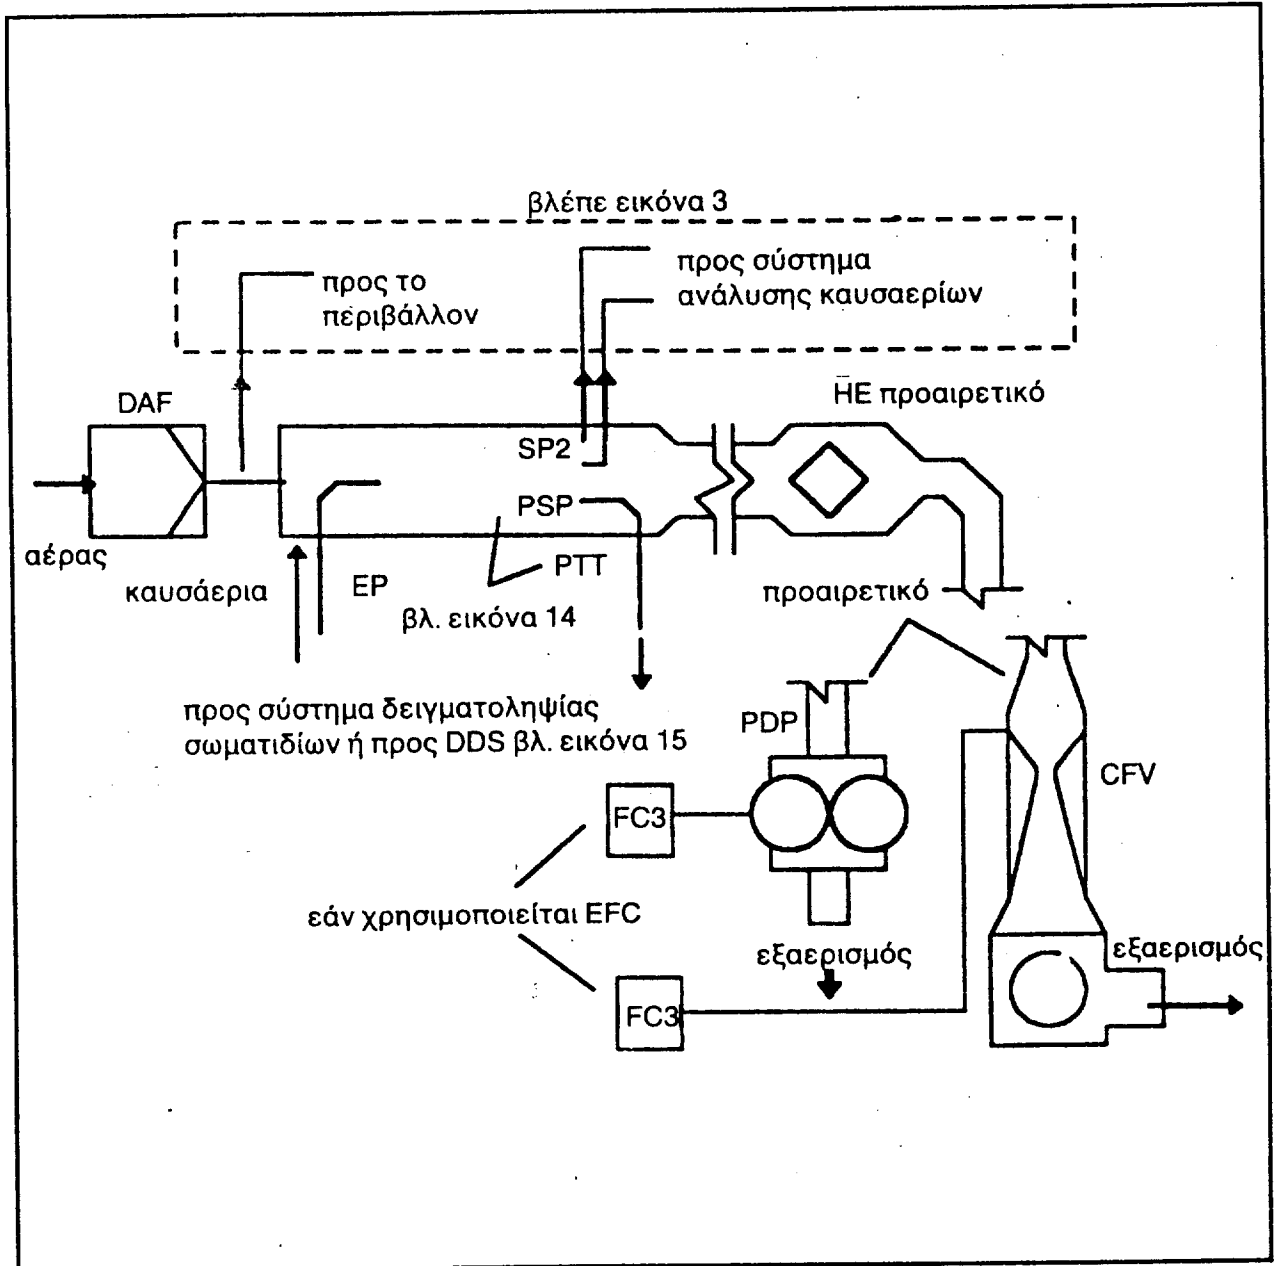 βλέπε εικόνα 3
προς το
περιβάλλον
προς σύστημα
ανάλυσης καυσαερίων
DAF
HE προαιρετικό
SP2
PSP
αέρας
καυσάερια
EP
PTT
βλ. εικόνα 14
προαιρετικό
προς σύστημα δειγματοληψίας
σωματιδίων ή προς DDS βλ. εικόνα 15
PDP
CFV
FC3
εάν χρησιμοποιείται EFC
εξαερισμός
εξαερισμός
FC3